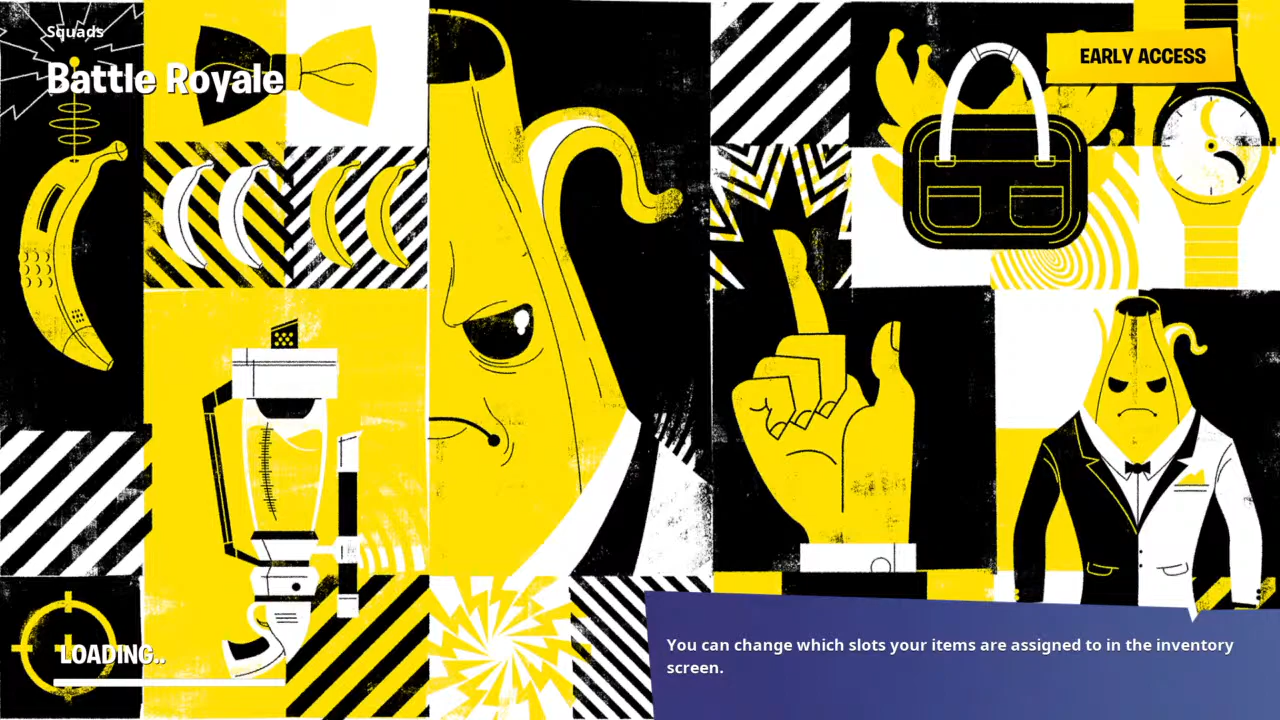 Squads
Battle Royale
EARLY ACCESS
LOADING..
You can change which slots your items are assigned to in the inventory
screen.